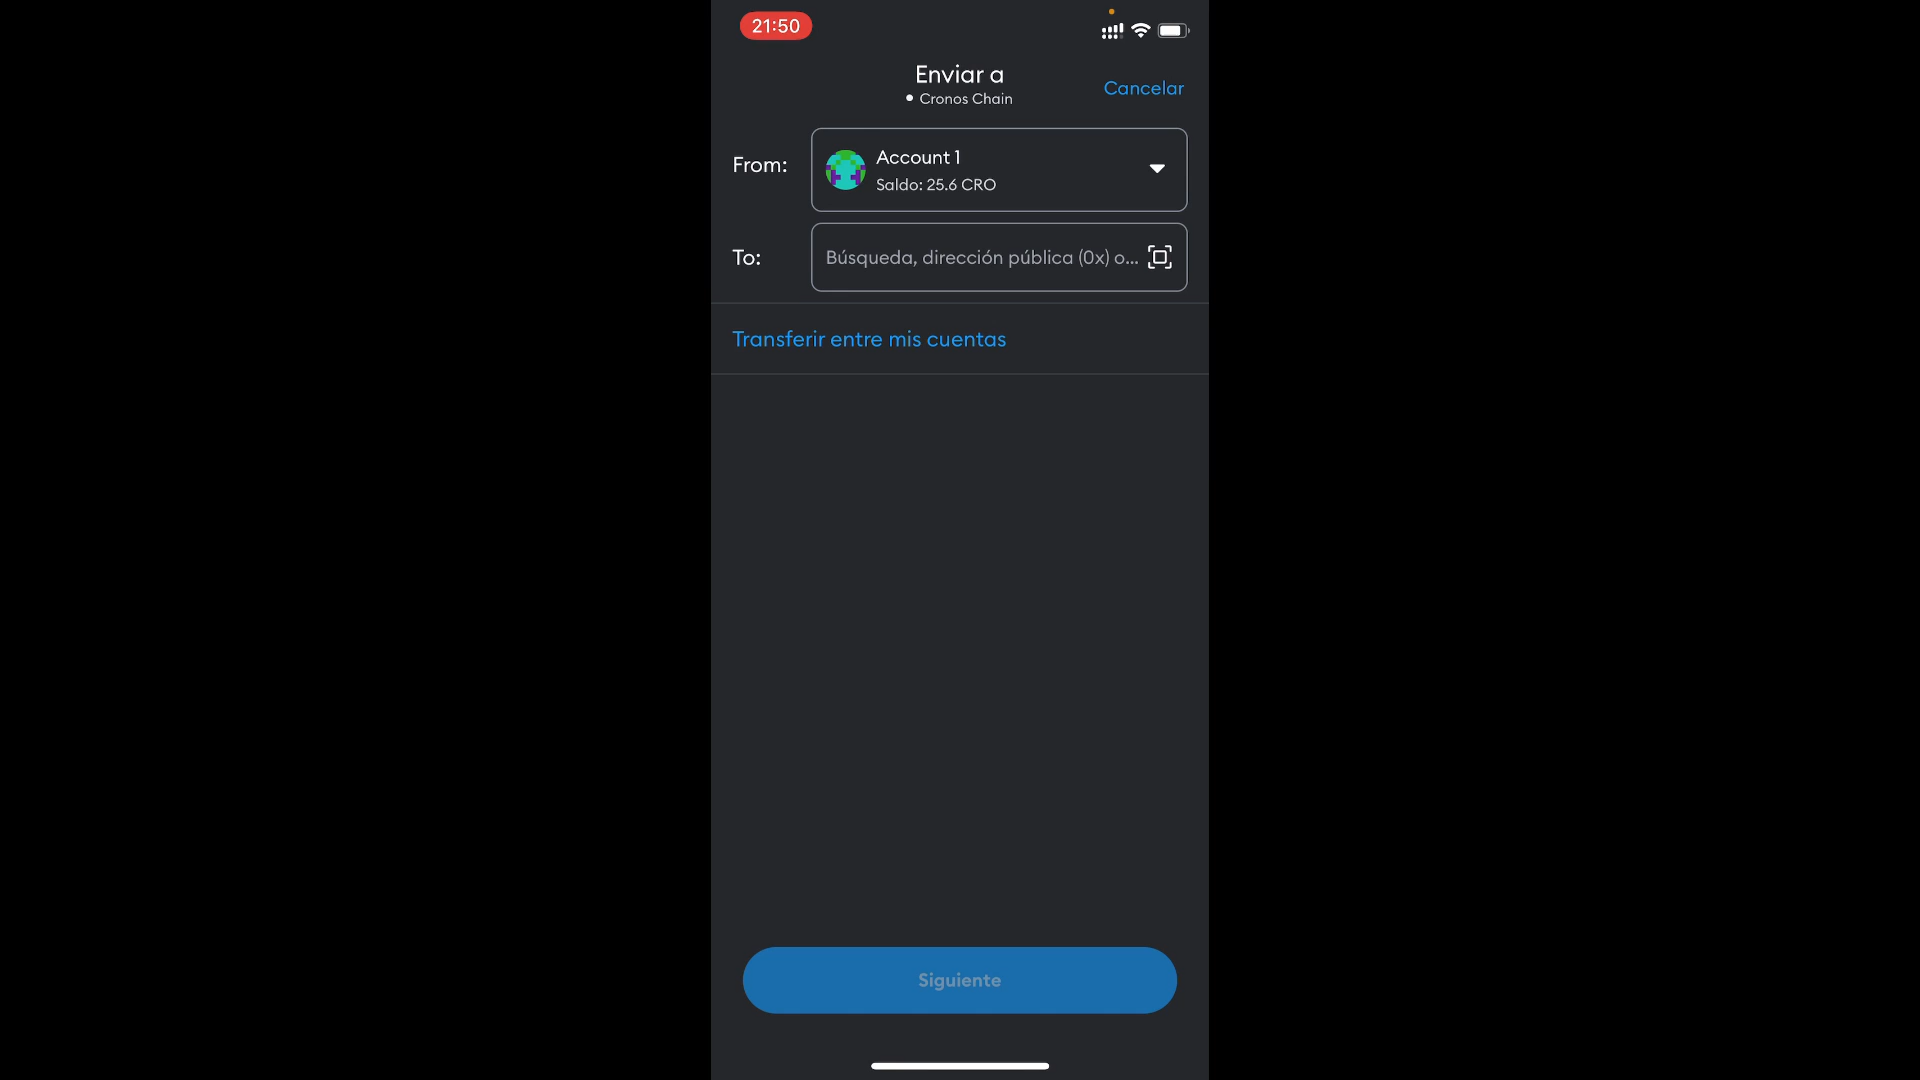 21:50
Enviar a
Cronos Chain
Cancelar
From:
Account 1
Saldo: 25.6 CRO
To:
Búsqueda, dirección pública (0x) o...
Transferir entre mis cuentas
Siguiente